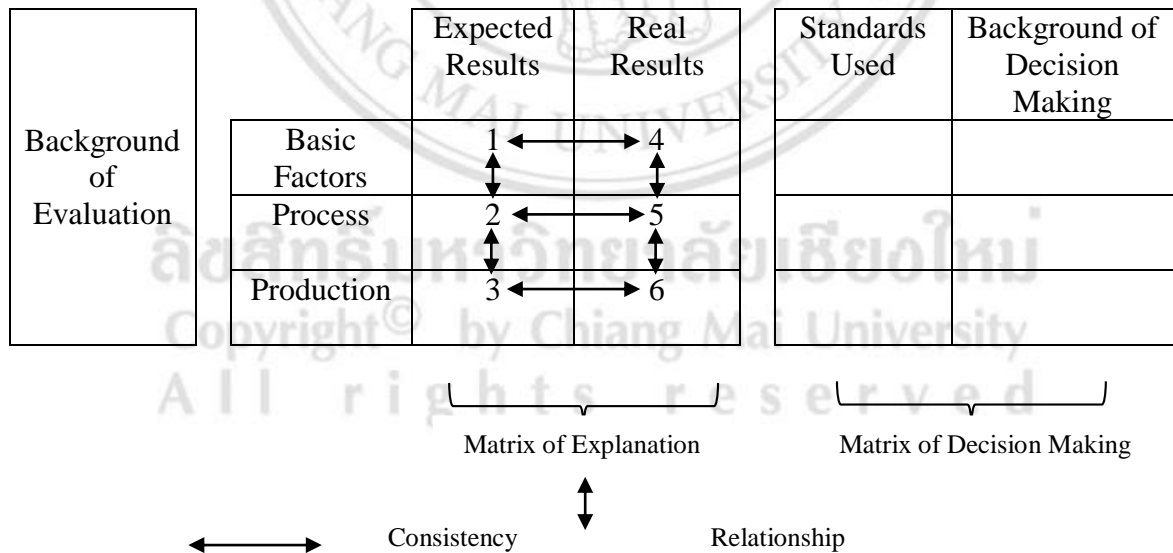 Expected
Results
Real
Results
Standards
Used
Background of
Decision
Making
Background
of
Evaluation
Basic
Factors
1
4
Process
2
5
Production
3
6
ANG MAI UNIVERSITY
ลิขสิทธิ์มหาวิทยาลัยเชียงใหม่
Copyright© by Chiang Mai University
All rights reserved
Matrix of Explanation
Matrix of Decision Making
Consistency
Relationship